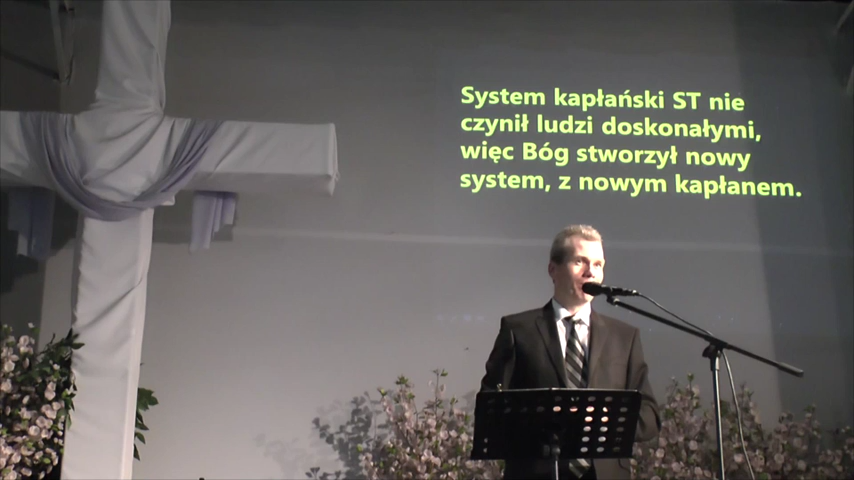 System kapłański ST nie
czynił ludzi doskonałymi,
więc Bóg stworzył nowy
system, z nowym kapłanem.